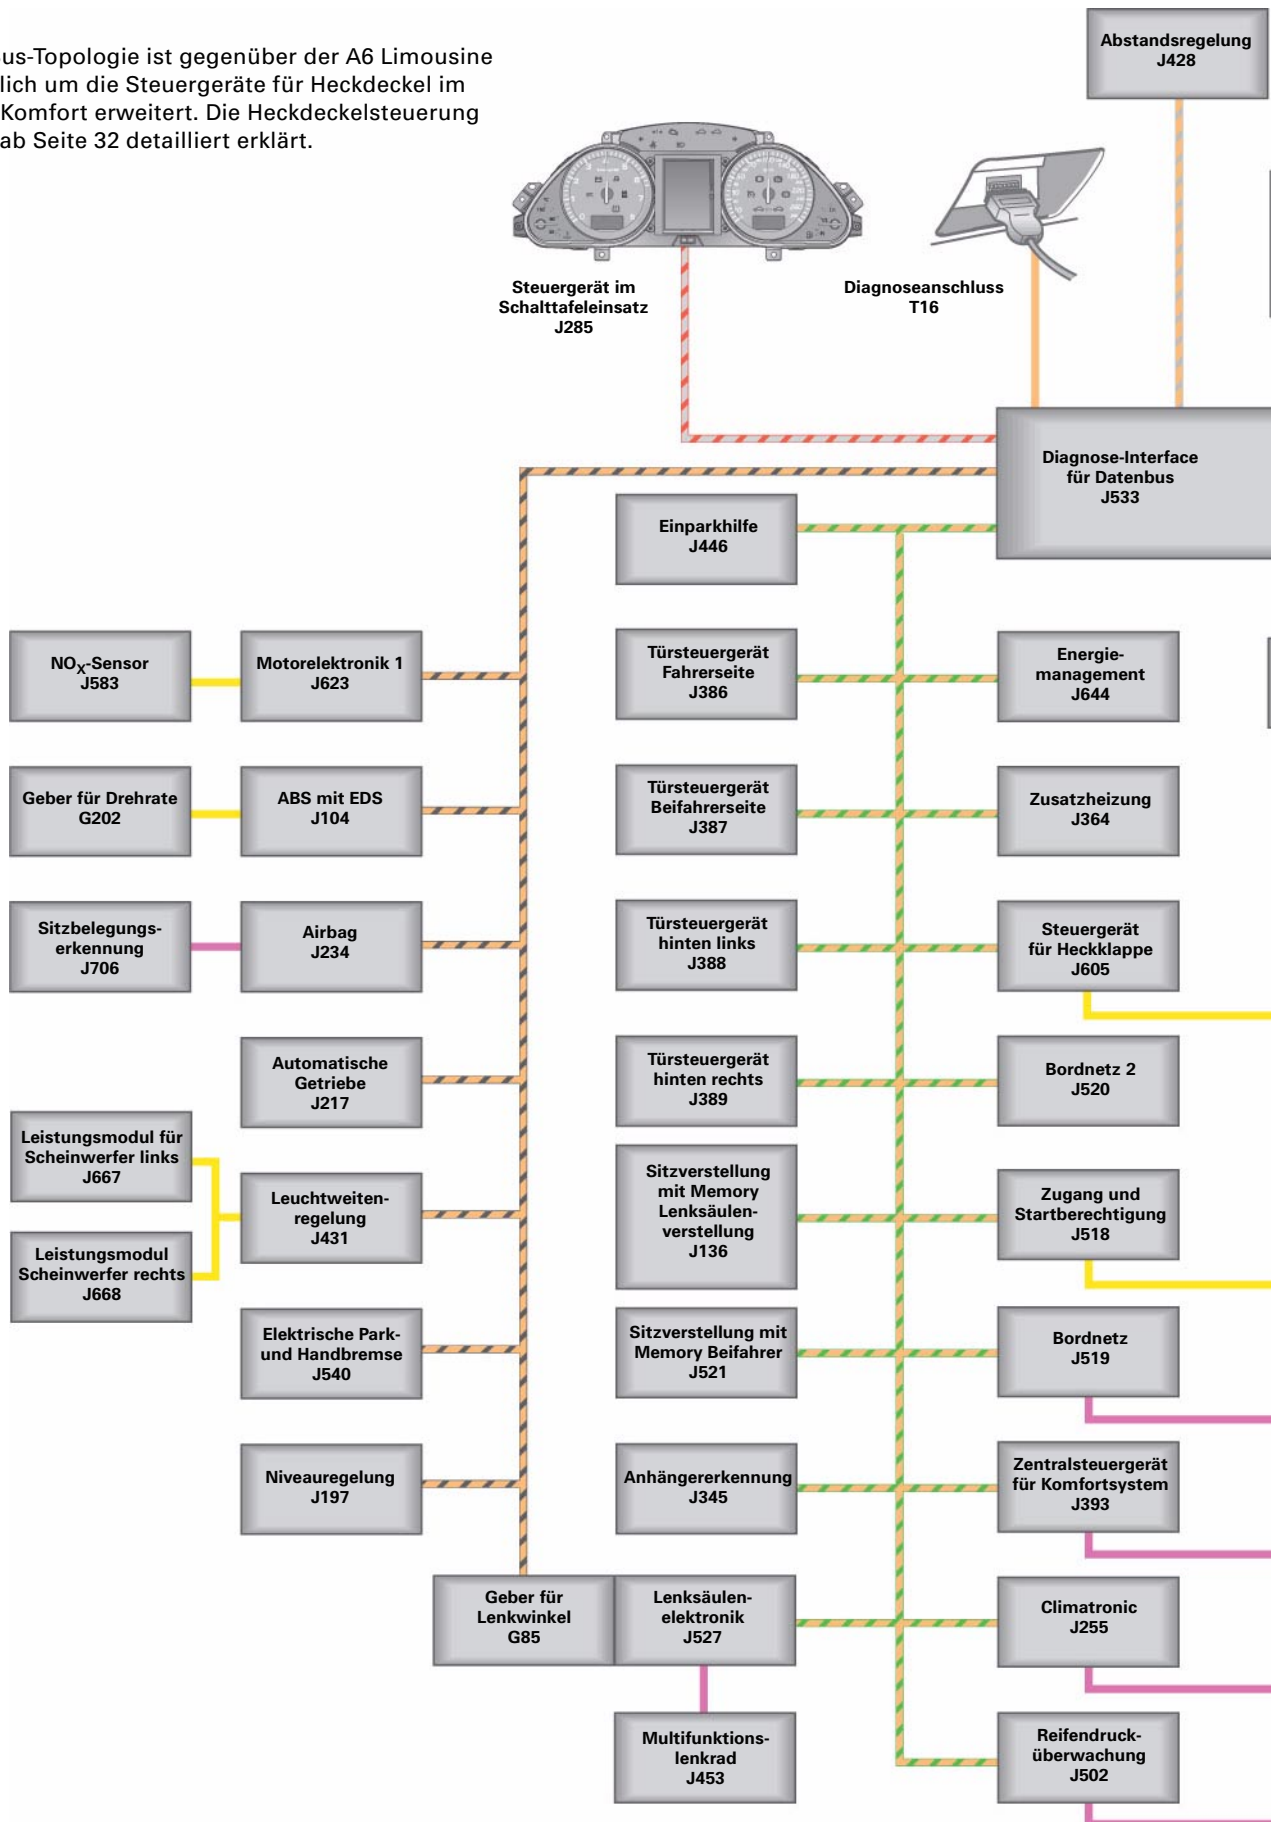 us-Topologie ist gegenüber der A6 Limousine
lich um die Steuergeräte für Heckdeckel im
Komfort erweitert. Die Heckdeckelsteuerung
ab Seite 32 detailliert erklärt.
Abstandsregelung
J428
Steuergerät im
Schalttafeleinsatz
J285
Diagnoseanschluss
T16
Diagnose-Interface
für Datenbus
J533
Einparkhilfe
J446
NOX-Sensor
J583
Motorelektronik 1
J623
Türsteuergerät
Fahrerseite
J386
Energie-
management
J644
Geber für Drehrate
G202
ABS mit EDS
J104
Türsteuergerät
Beifahrerseite
J387
Zusatzheizung
J364
Sitzbelegungs-
erkennung
J706
Airbag
J234
Türsteuergerät
hinten links
J388
Steuergerät
für Heckklappe
J605
Automatische
Getriebe
J217
Türsteuergerät
hinten rechts
J389
Bordnetz 2
J520
Leistungsmodul für
Scheinwerfer links
J667
Leistungsmodul
Scheinwerfer rechts
J668
Leuchtweiten-
regelung
J431
Sitzverstellung
mit Memory
Lenksäulen-
verstellung
J136
Zugang und
Startberechtigung
J518
Elektrische Park-
und Handbremse
J540
Sitzverstellung mit
Memory Beifahrer
J521
Bordnetz
J519
Niveauregelung
J197
Anhängererkennung
J345
Zentralsteuergerät
für Komfortsystem
J393
Geber für
Lenkwinkel
G85
Lenksäulen-
elektronik
J527
Climatronic
J255
Multifunktions-
lenkrad
J453
Reifendruck-
überwachung
J502